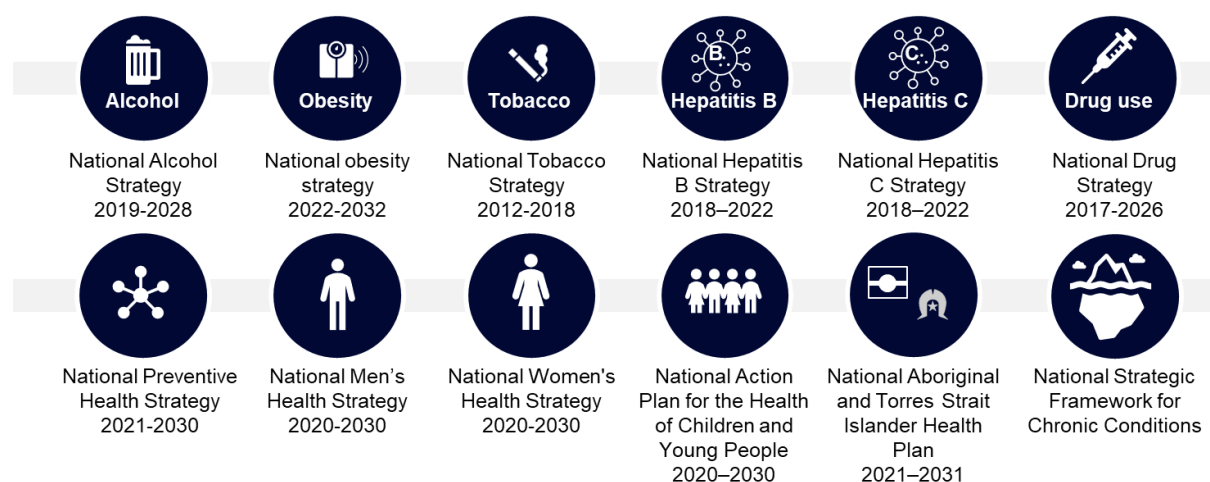 Alcohol
National Alcohol
Strategy
2019-2028
Obesity
National obesity
strategy
2022-2032
Tobacco
National Tobacco
Strategy
2012-2018
B
Hepatitis B
National Hepatitis
B Strategy
2018–2022
C
Hepatitis C
National Hepatitis
C Strategy
2018–2022
Drug use
National Drug
Strategy
2017-2026
National Preventive
Health Strategy
2021-2030
National Men’s
Health Strategy
2020-2030
National Women's
Health Strategy
2020-2030
National Action
Plan for the Health
of Children and
Young People
2020–2030
National Aboriginal
and Torres Strait
Islander Health
Plan
2021–2031
National Strategic
Framework for
Chronic Conditions